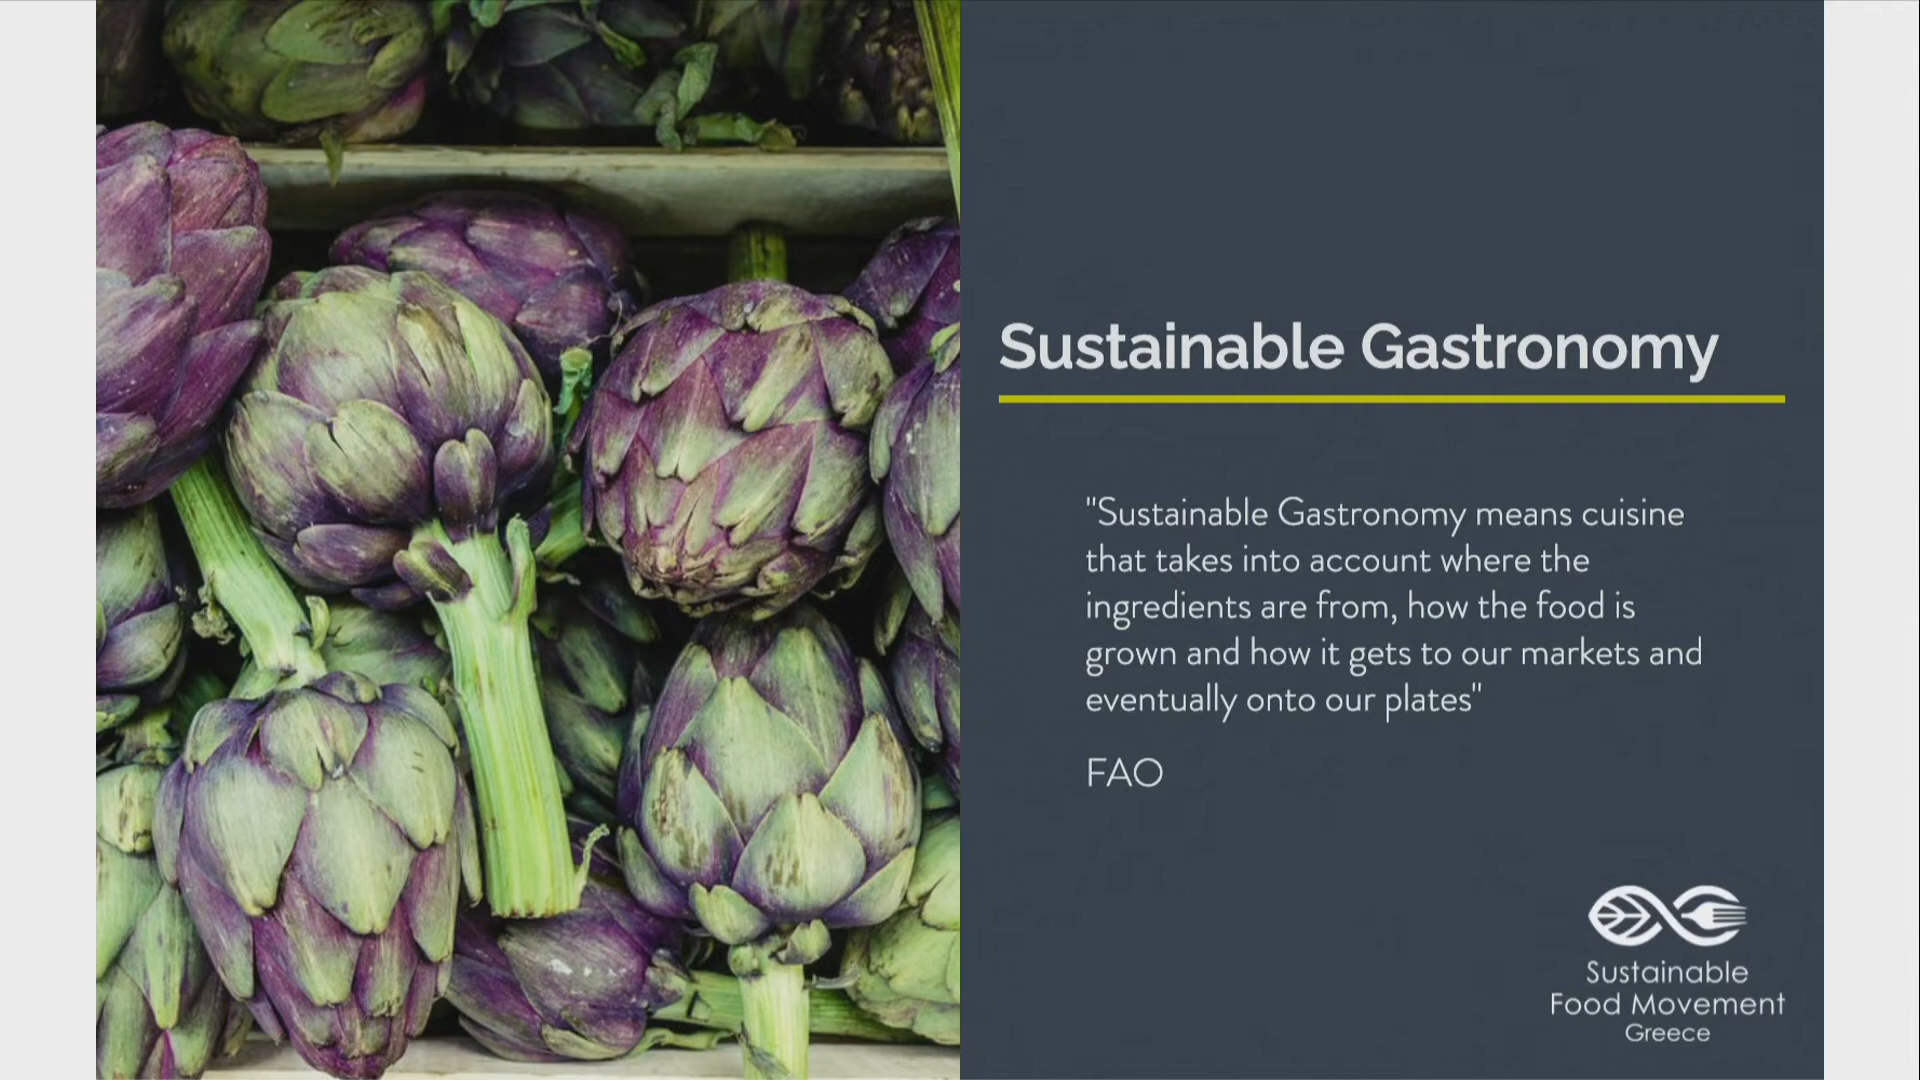 Sustainable Gastronomy
"Sustainable Gastronomy means cuisine
that takes into account where the
ingredients are from, how the food is
grown and how it gets to our markets and
eventually onto our plates"
FAO
Sustainable
Food Movement
Greece